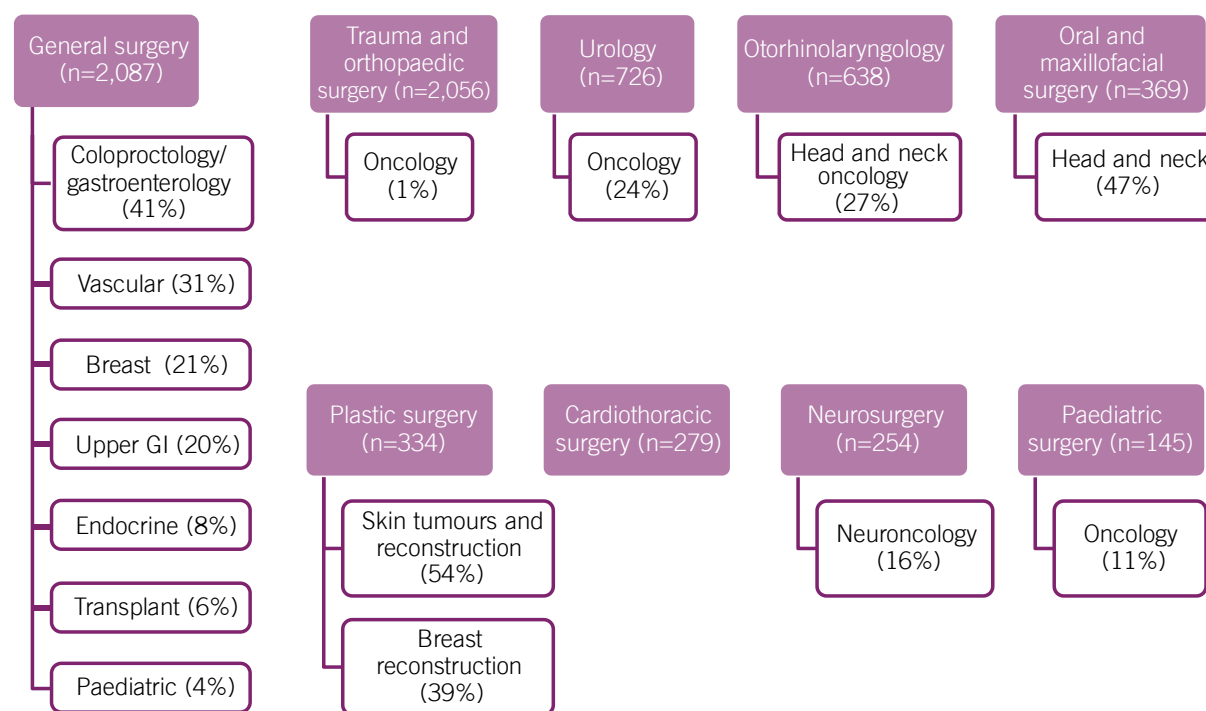 General surgery
(n=2,087)
Coloproctology/
gastroenterology
(41%)
Vascular (31%)
Breast (21%)
Upper GI (20%)
Endocrine (8%)
Transplant (6%)
Paediatric (4%)
Trauma and
orthopaedic
surgery (n=2,056)
Oncology
(1%)
Urology
(n=726)
Oncology
(24%)
Otorhinolaryngology
(n=638)
Head and neck
oncology
(27%)
Oral and
maxillofacial
surgery (n=369)
Head and neck
(47%)
Plastic surgery
(n=334)
Skin tumours and
reconstruction
(54%)
Breast
reconstruction
(39%)
Cardiothoracic
surgery (n=279)
Neurosurgery
(n=254)
Neuroncology
(16%)
Paediatric
surgery (n=145)
Oncology
(11%)